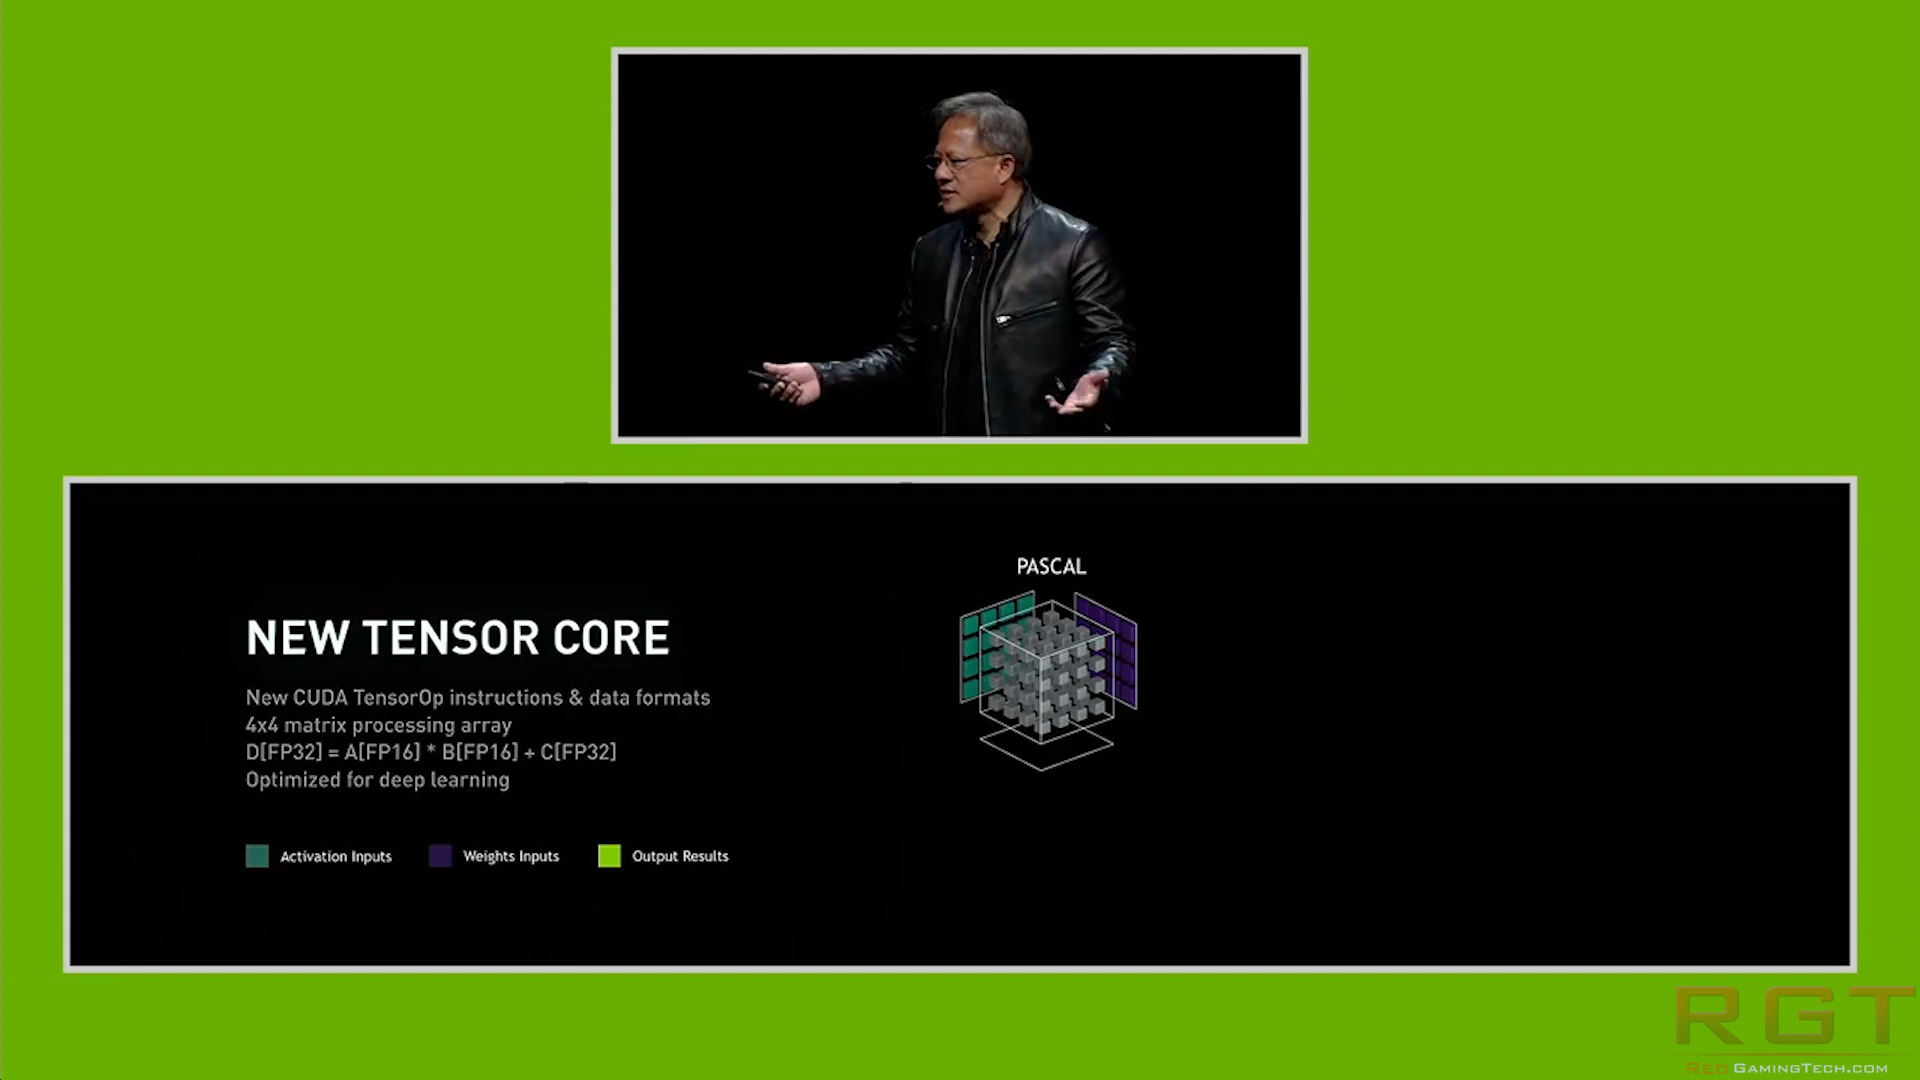 PASCAL
NEW TENSOR CORE
New CUDA TensorOp instructions & data formats
4x4 matrix processing array
D[FP32] = A[FP16] * B[FP16] + C[FP32]
Optimized for deep learning
Activation Inputs
Weights Inputs
Output Results
RGT
REDGAMINGTECH.COM